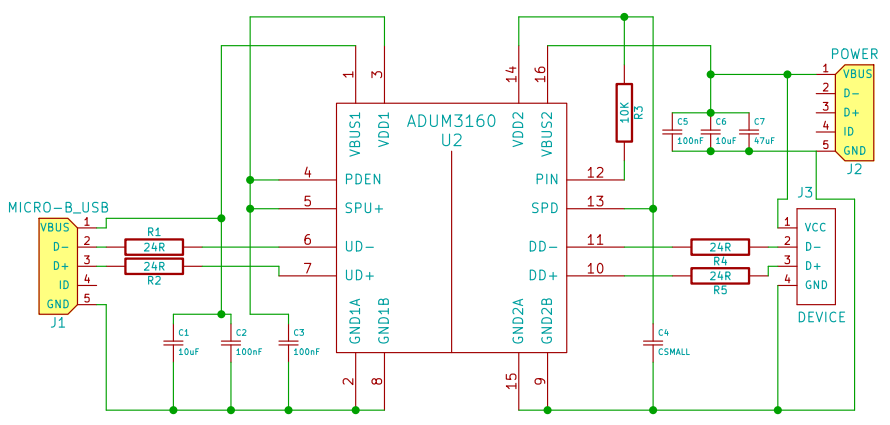 MICRO-B_USB
VBUS 1
D- 2
D+ 3
ID 4
GND 5
J1
R1
24R
24R
R2
C1
10uF
C2
100nF
C3
100nF
ADUM3160
U2
1 VBUS1
3 VDD1
14 VDD2
16 VBUS2
4 PDEN
5 SPU+
6 UD-
7 UD+
PIN 12
SPD 13
DD- 11
DD+ 10
GND1A 2
GND1B 8
GND2A 15
GND2B 9
10K
R3
24R
R4
24R
R5
C4
CSMALL
C5
100nF
C6
10uF
C7
47uF
POWER
1 VBUS
2 D-
3 D+
4 ID
5 GND
J2
J3
1 VCC
2 D-
3 D+
4 GND
DEVICE